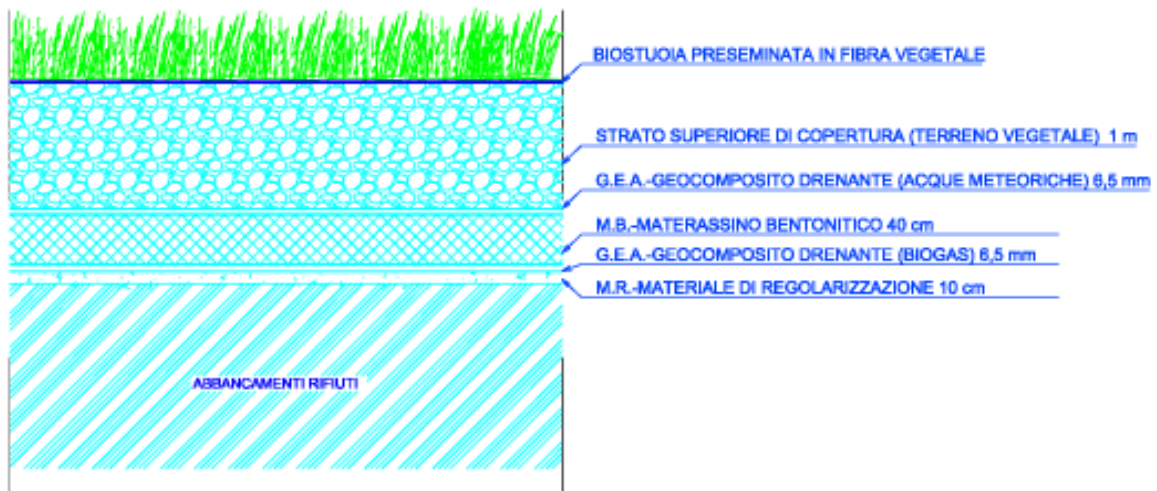 BIOSTUOIA PRESEMINATA IN FIBRA VEGETALE
STRATO SUPERIORE DI COPERTURA (TERRENO VEGETALE) 1 m
G.E.A.-GEOCOMPOSITO DRENANTE (ACQUE METEORICHE) 6,5 mm
M.B.-MATERASSINO BENTONITICO 40 cm
G.E.A.-GEOCOMPOSITO DRENANTE (BIOGAS) 6,5 mm
M.R.-MATERIALE DI REGOLARIZZAZIONE 10 cm
ABBANCAMENTI RIFIUTI